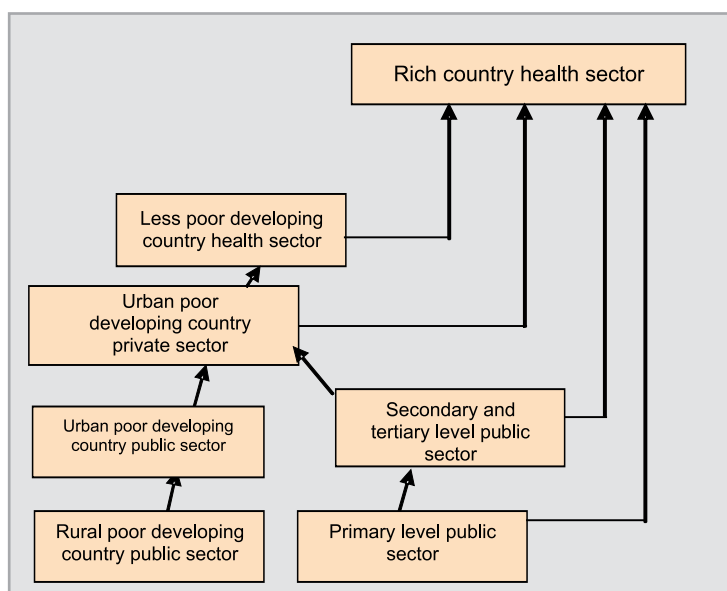 Rich country health sector
Less poor developing
country health sector
Urban poor
developing country
private sector
Secondary and
tertiary level public
sector
Urban poor developing
country public sector
Rural poor developing
country public sector
Primary level public
sector